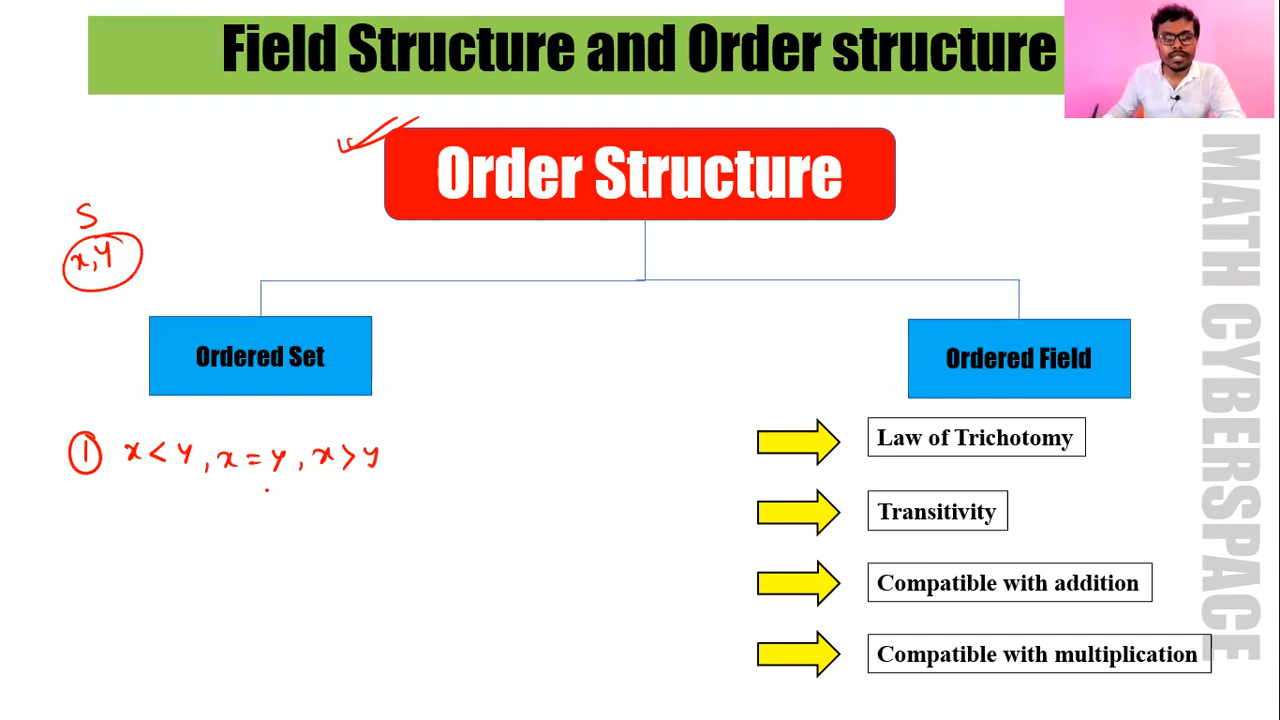 Field Structure and Order structure
Order Structure
S
x, y
Ordered Set
Ordered Field
① x < y, x = y, x > y
Law of Trichotomy
Transitivity
Compatible with addition
Compatible with multiplication
MATH CYBERSPACE